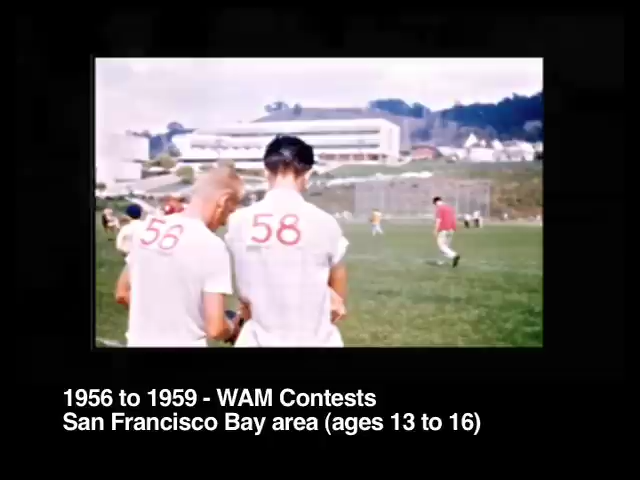 56
58
1956 to 1959 - WAM Contests
San Francisco Bay area (ages 13 to 16)